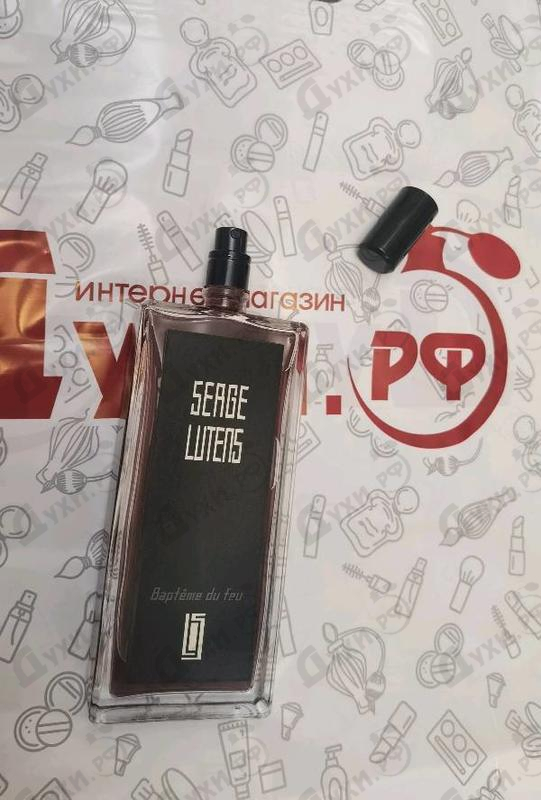 интернет магазин
Духи.РФ
SERGE
LUTENS
Baptême du feu